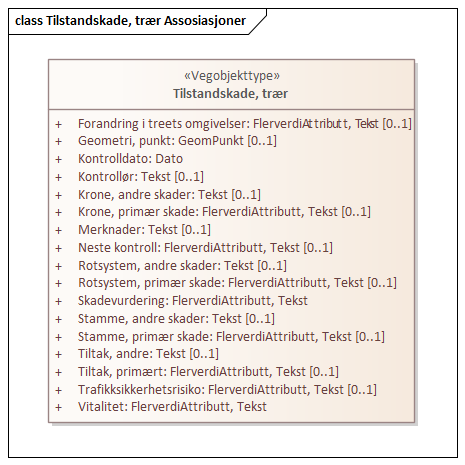 class Tilstandskade, trær Assosiasjoner
«Vegobjekttype»
Tilstandskade, trær
+ Forandring i treets omgivelser: FlerverdiAttributt, Tekst [0..1]
+ Geometri, punkt: GeomPunkt [0..1]
+ Kontrolldato: Dato
+ Kontrollør: Tekst [0..1]
+ Krone, andre skader: Tekst [0..1]
+ Krone, primær skade: FlerverdiAttributt, Tekst [0..1]
+ Merknader: Tekst [0..1]
+ Neste kontroll: FlerverdiAttributt, Tekst [0..1]
+ Rotsystem, andre skader: Tekst [0..1]
+ Rotsystem, primær skade: FlerverdiAttributt, Tekst [0..1]
+ Skadevurdering: FlerverdiAttributt, Tekst
+ Stamme, andre skader: Tekst [0..1]
+ Stamme, primær skade: FlerverdiAttributt, Tekst [0..1]
+ Tiltak, andre: Tekst [0..1]
+ Tiltak, primært: FlerverdiAttributt, Tekst [0..1]
+ Trafikksikkerhetsrisiko: FlerverdiAttributt, Tekst [0..1]
+ Vitalitet: FlerverdiAttributt, Tekst